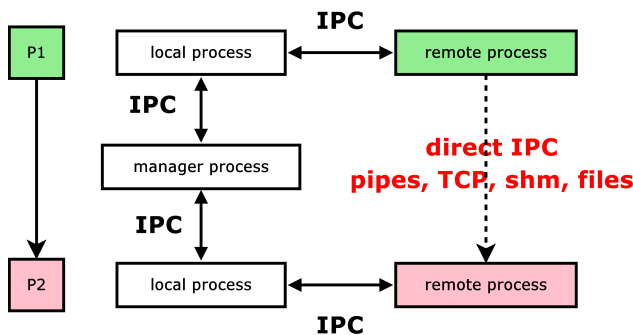 IPC
P1
local process
remote process
IPC
direct IPC
manager process
pipes, TCP, shm, files
IPC
P2
local process
remote process
IPC